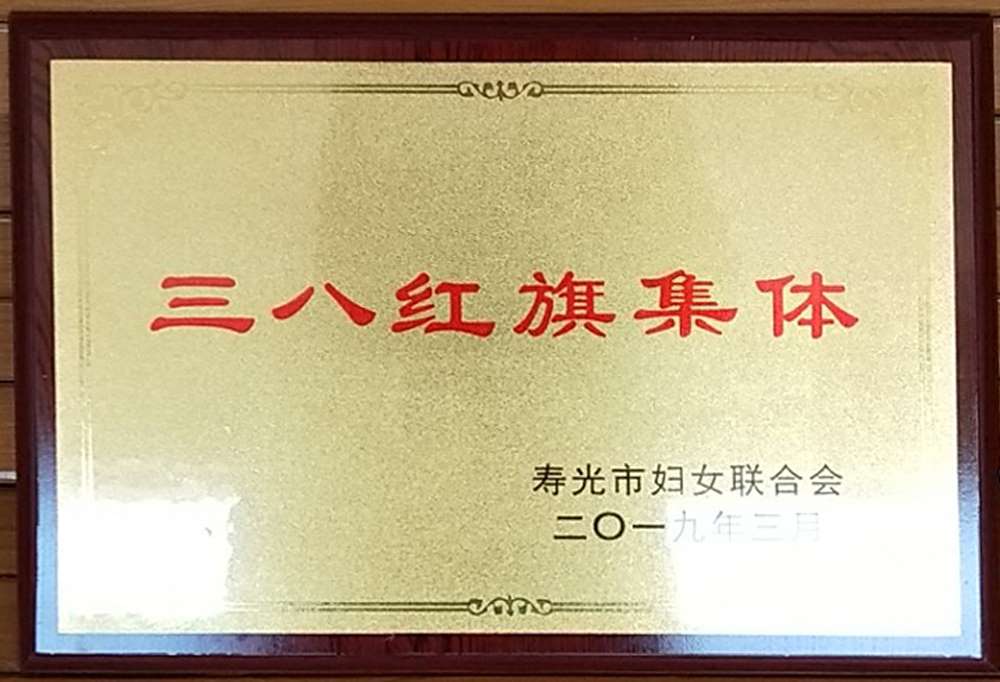 三八红旗集体
寿光市妇女联合会
二〇一九年三月